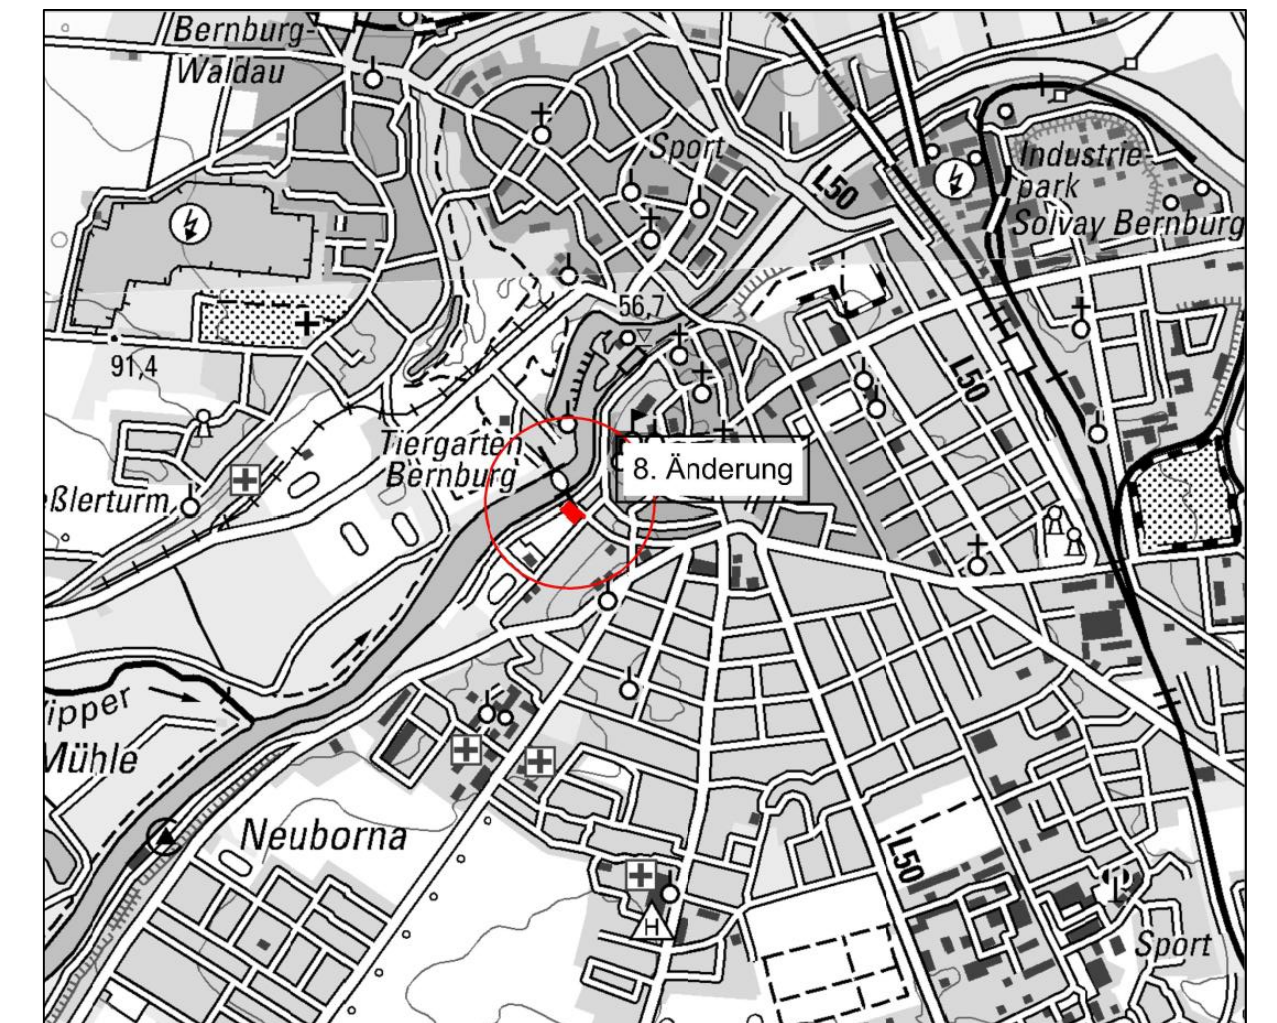 Bernburg-
Waldau
Sport
L50
Industrie-
park
Solvay Bernburg
56,7
91,4
L50
Tiergarten
Bernburg
8. Änderung
eßlerturm
ipper
Mühle
Neuborna
L50
H
Sport